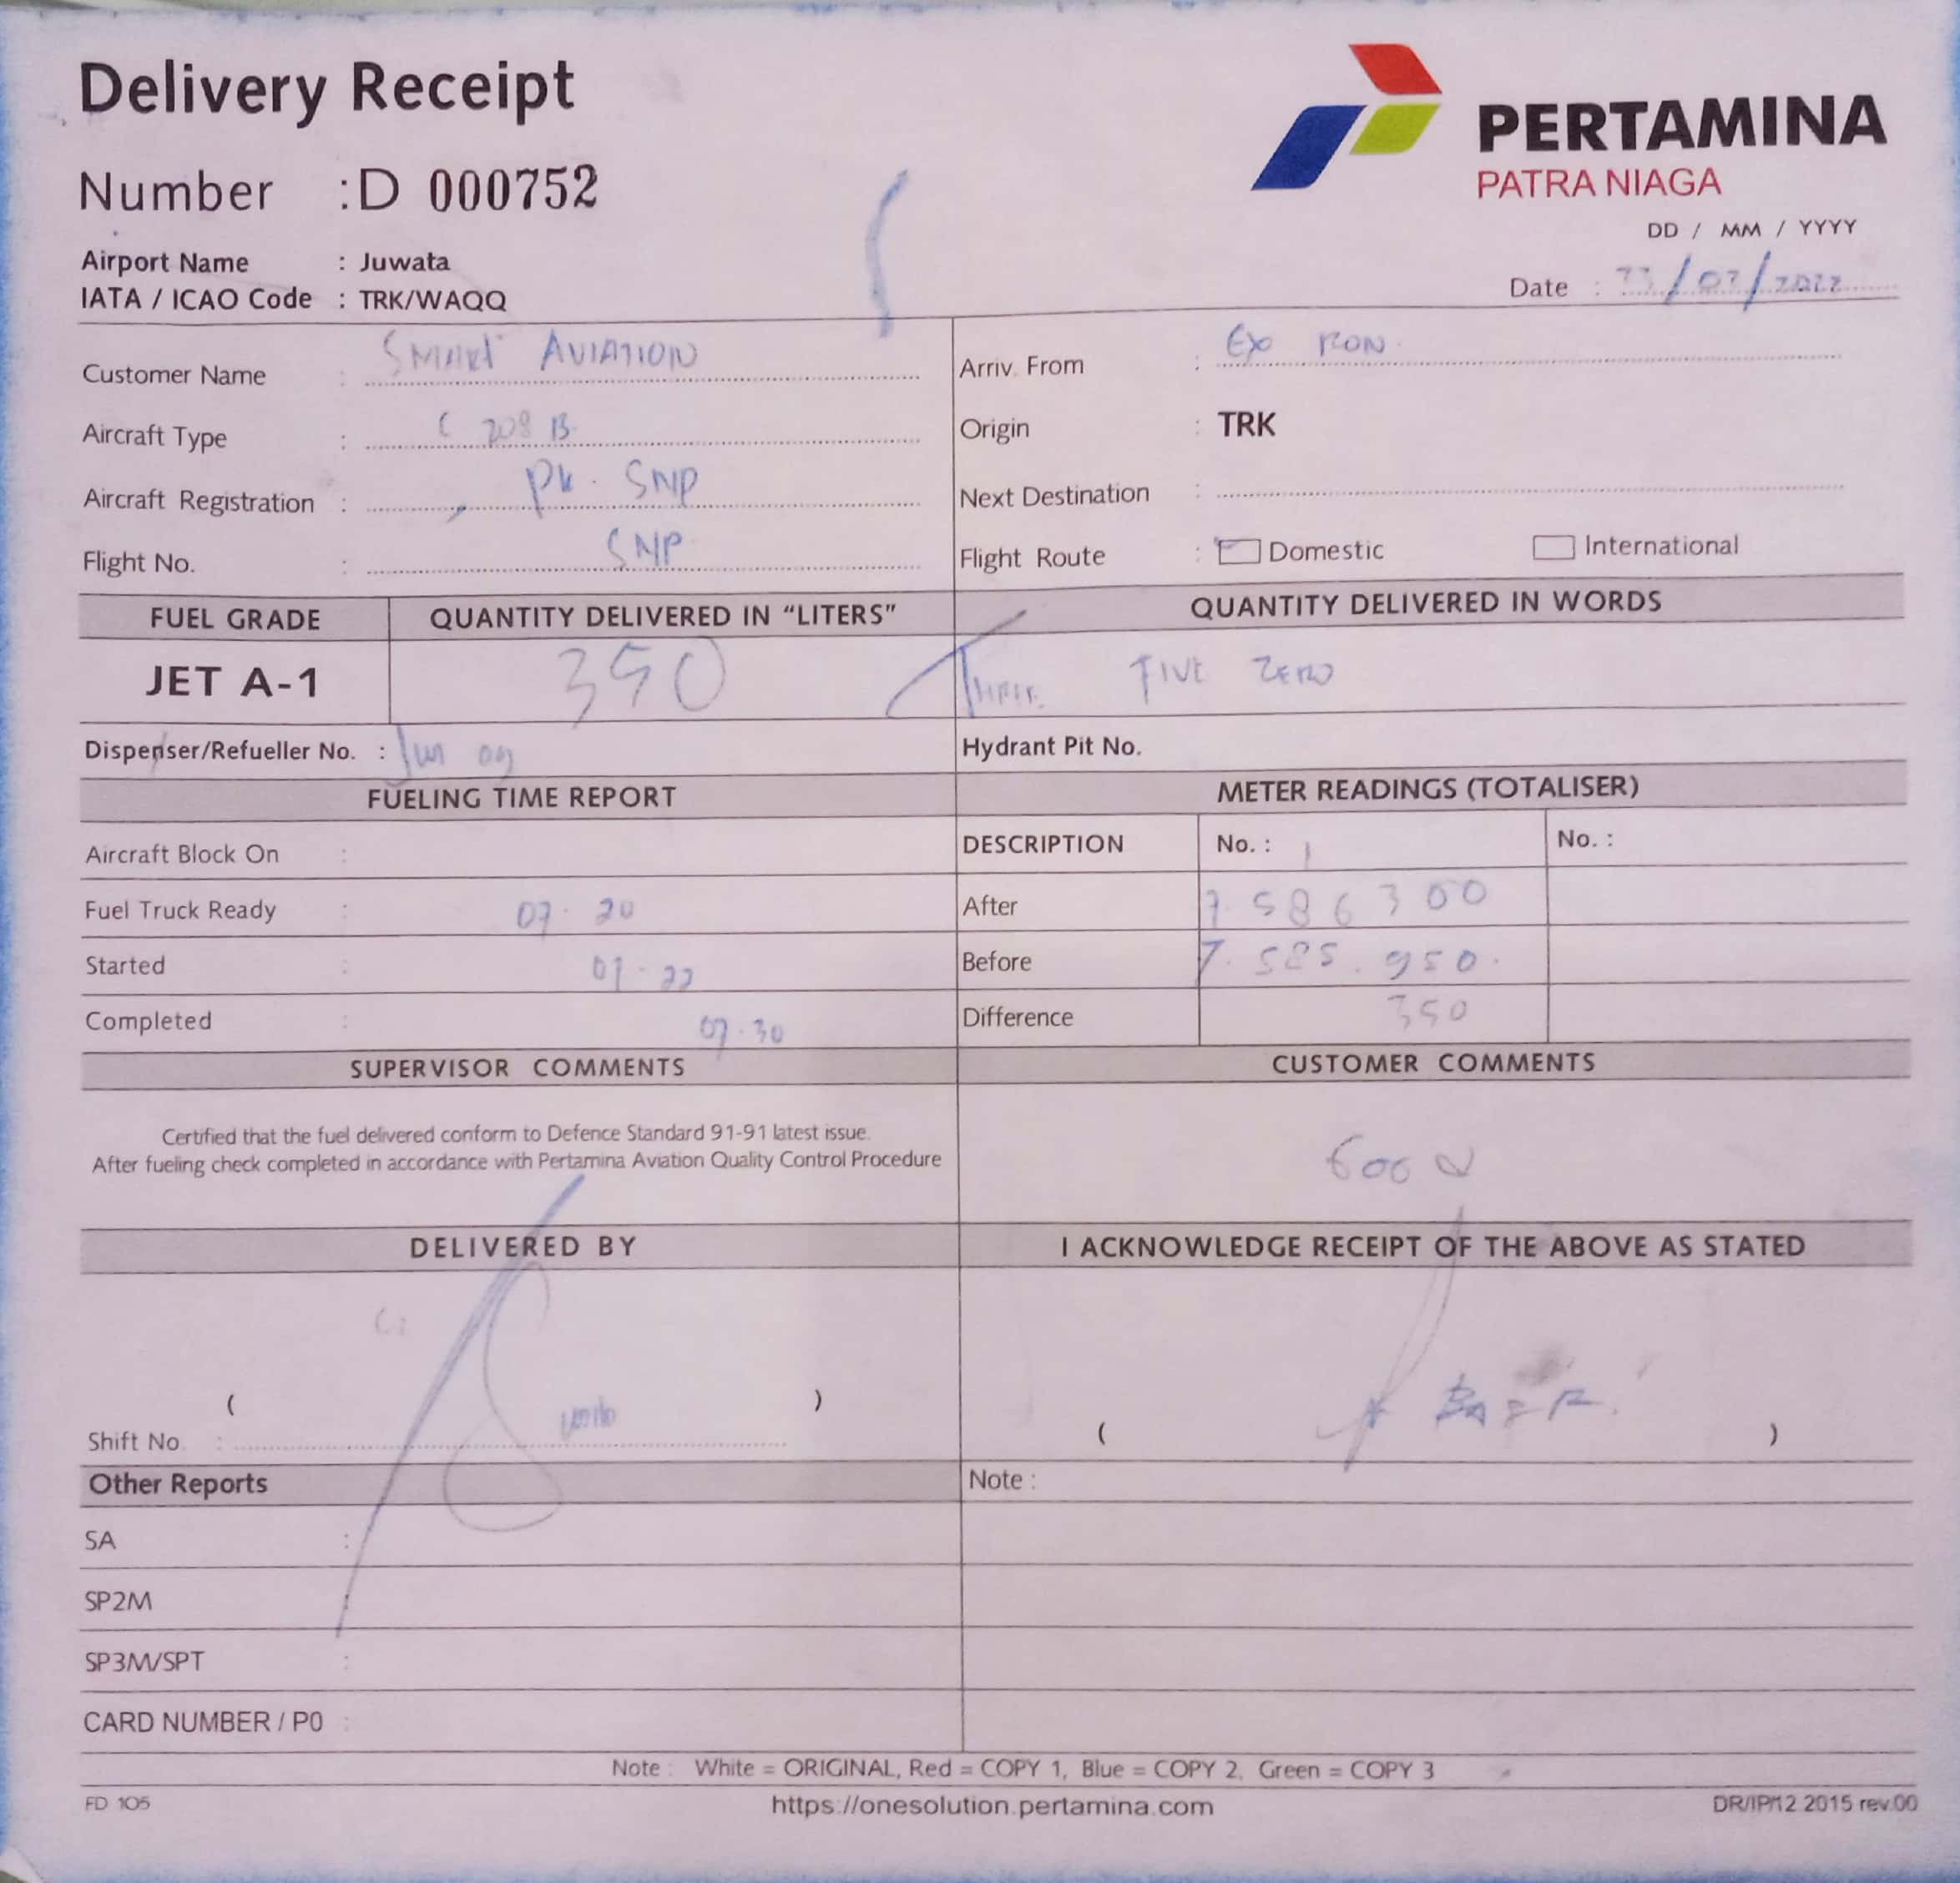 Delivery Receipt
PERTAMINA
PATRA NIAGA
Number : D 000752
DD / MM / YYYY
Airport Name : Juwata
Date : /07/2022
IATA / ICAO Code : TRK/WAQQ
Customer Name : SMART AVIATION
Arriv. From : EX RON
Aircraft Type : C 208 B
Origin : TRK
Aircraft Registration : PK. SNP
Next Destination :
Flight No. : SNP
Flight Route : Domestic International
FUEL GRADE QUANTITY DELIVERED IN "LITERS" QUANTITY DELIVERED IN WORDS
JET A-1 350 THREE FIVE ZERO
Dispenser/Refueller No. : 09
Hydrant Pit No.
FUELING TIME REPORT METER READINGS (TOTALISER)
Aircraft Block On :
DESCRIPTION No. : 1 No. :
Fuel Truck Ready : 07. 20
After 7.586300
Started : 07. 22
Before 7.585.950.
Completed : 07.30
Difference 350
SUPERVISOR COMMENTS CUSTOMER COMMENTS
Certified that the fuel delivered conform to Defence Standard 91-91 latest issue.
After fueling check completed in accordance with Pertamina Aviation Quality Control Procedure
DELIVERED BY I ACKNOWLEDGE RECEIPT OF THE ABOVE AS STATED
( )
( )
Shift No. :
Other Reports Note :
SA :
SP2M :
SP3M/SPT :
CARD NUMBER / P0 :
Note : White = ORIGINAL, Red = COPY 1, Blue = COPY 2, Green = COPY 3
FD 105 https://onesolution.pertamina.com DR/IP/12 2015 rev.00